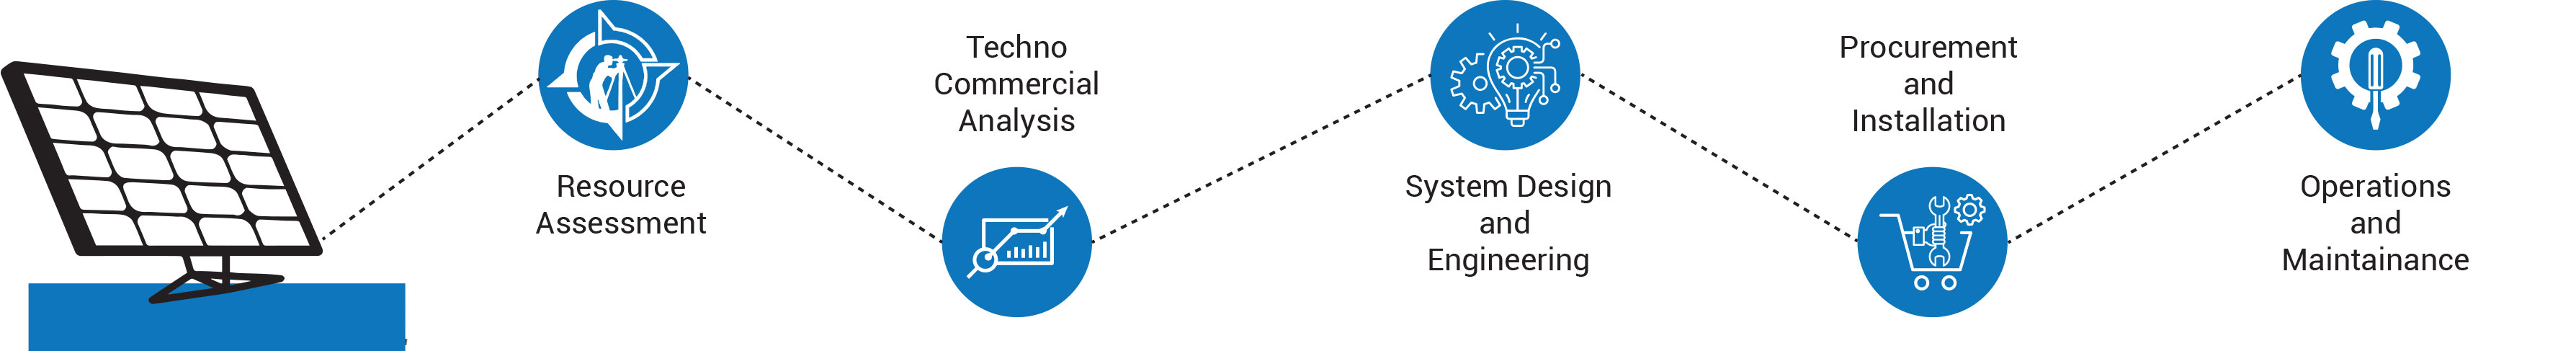 Resource
Assessment
Techno
Commercial
Analysis
System Design
and
Engineering
Procurement
and
Installation
Operations
and
Maintainance